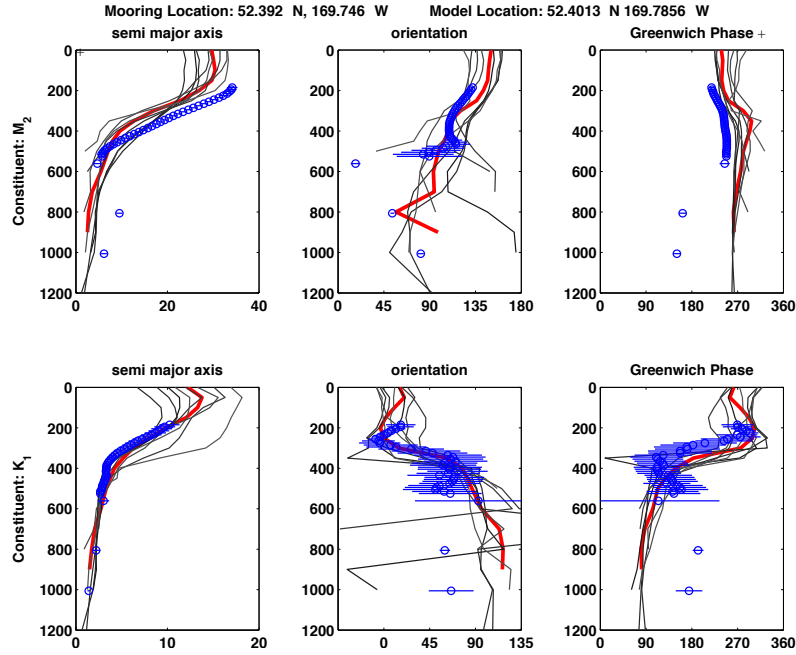 Mooring Location: 52.392 N, 169.746 W Model Location: 52.4013 N 169.7856 W
semi major axis orientation Greenwich Phase +
Constituent: M2
0
200
400
600
800
1000
1200
0 20 40
45 90 135 180
0 90 180 270 360
semi major axis orientation Greenwich Phase
Constituent: K1
0
200
400
600
800
1000
1200
0 10 20
0 45 90 135
0 90 180 270 360